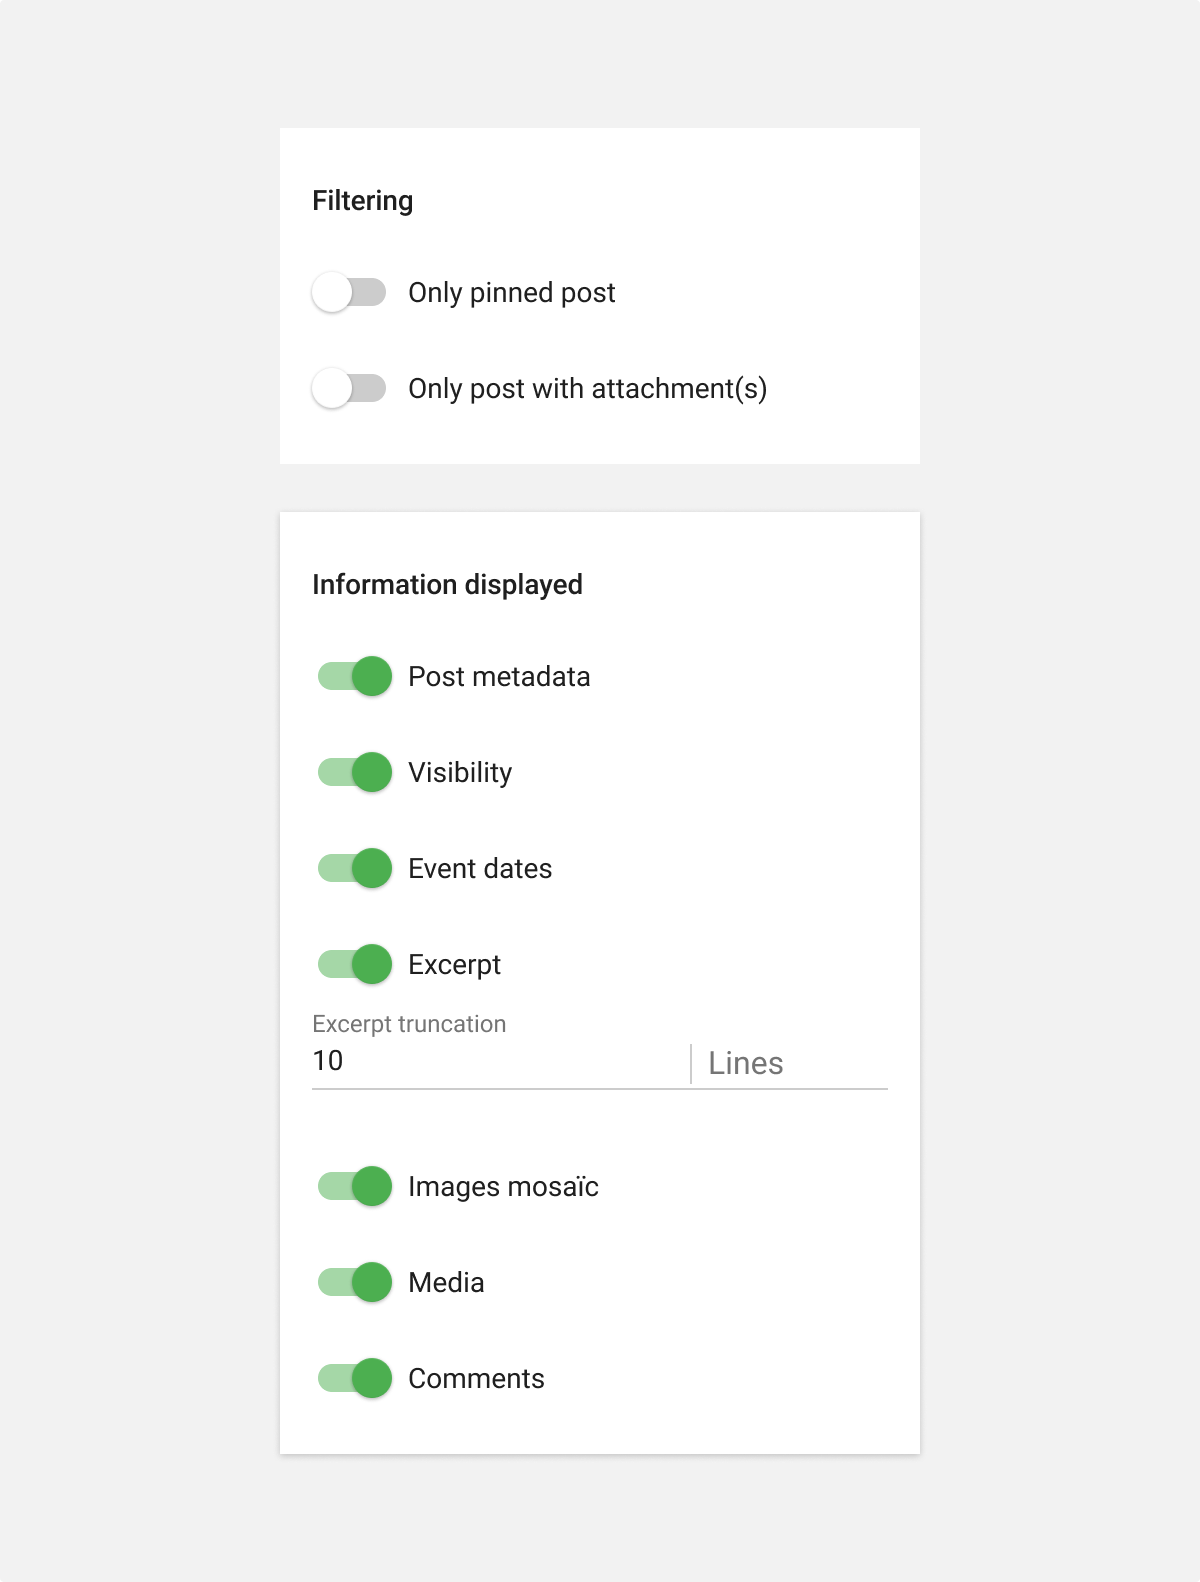 Filtering
Only pinned post
Only post with attachment(s)
Information displayed
Post metadata
Visibility
Event dates
Excerpt
Excerpt truncation
10
Lines
Images mosaïc
Media
Comments